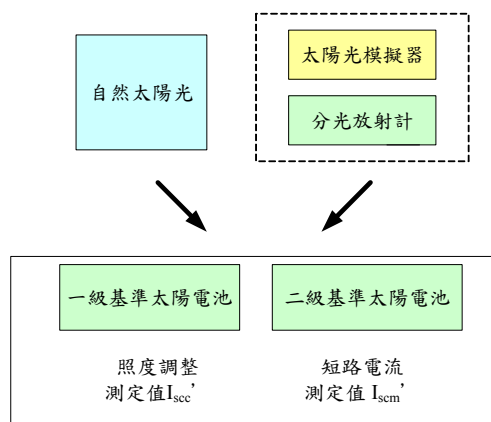 自然太陽光
太陽光模擬器
分光放射計
一級基準太陽電池
二級基準太陽電池
照度調整
測定值Iscc’
短路電流
測定值 Iscm’